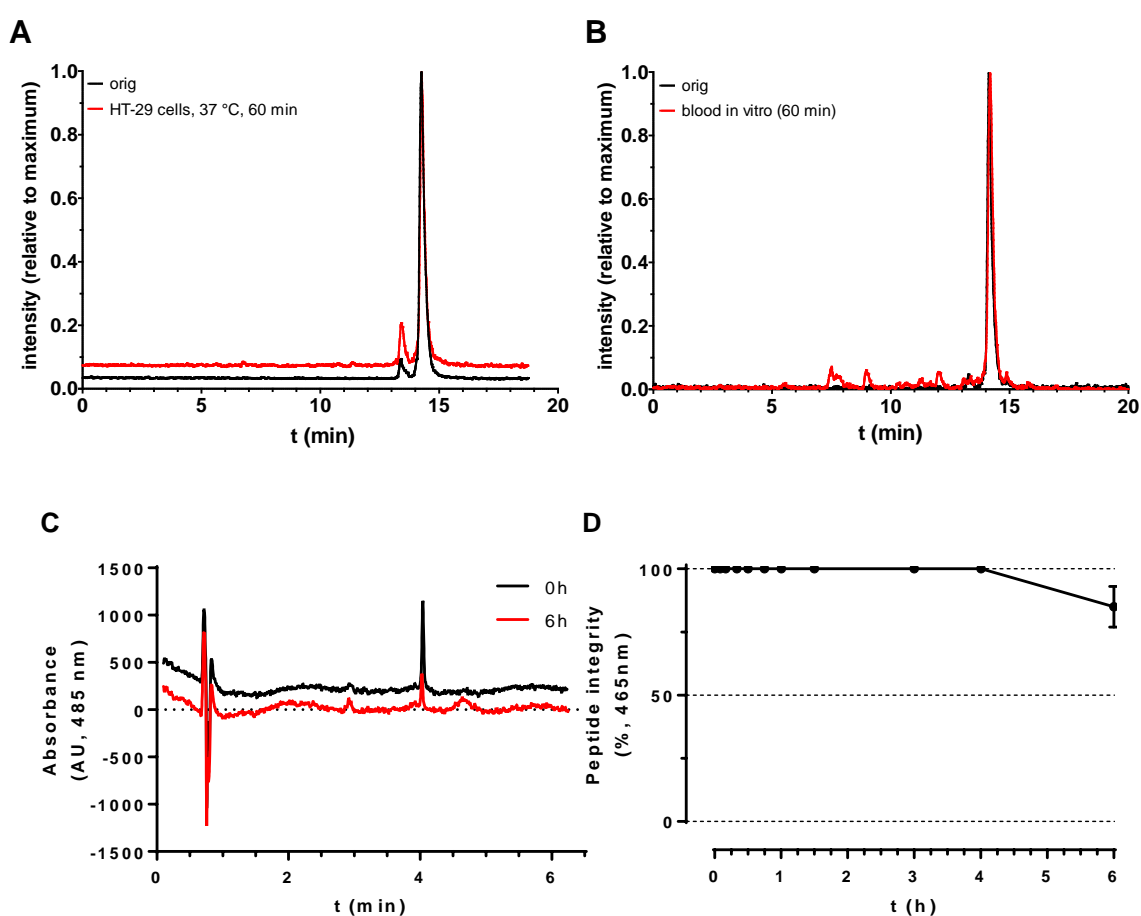 A
intensity (relative to maximum)
1.0
0.8
0.6
0.4
0.2
0.0
orig
HT-29 cells, 37 °C, 60 min
0
5
10
15
20
t (min)
B
intensity (relative to maximum)
1.0
0.8
0.6
0.4
0.2
0.0
orig
blood in vitro (60 min)
0
5
10
15
20
t (min)
C
Absorbance
(AU, 485 nm)
1500
1000
500
0
-500
-1000
-1500
0h
6h
0
2
4
6
t (min)
D
Peptide integrity
(%, 465nm)
100
50
0
0
1
2
3
4
5
6
t (h)